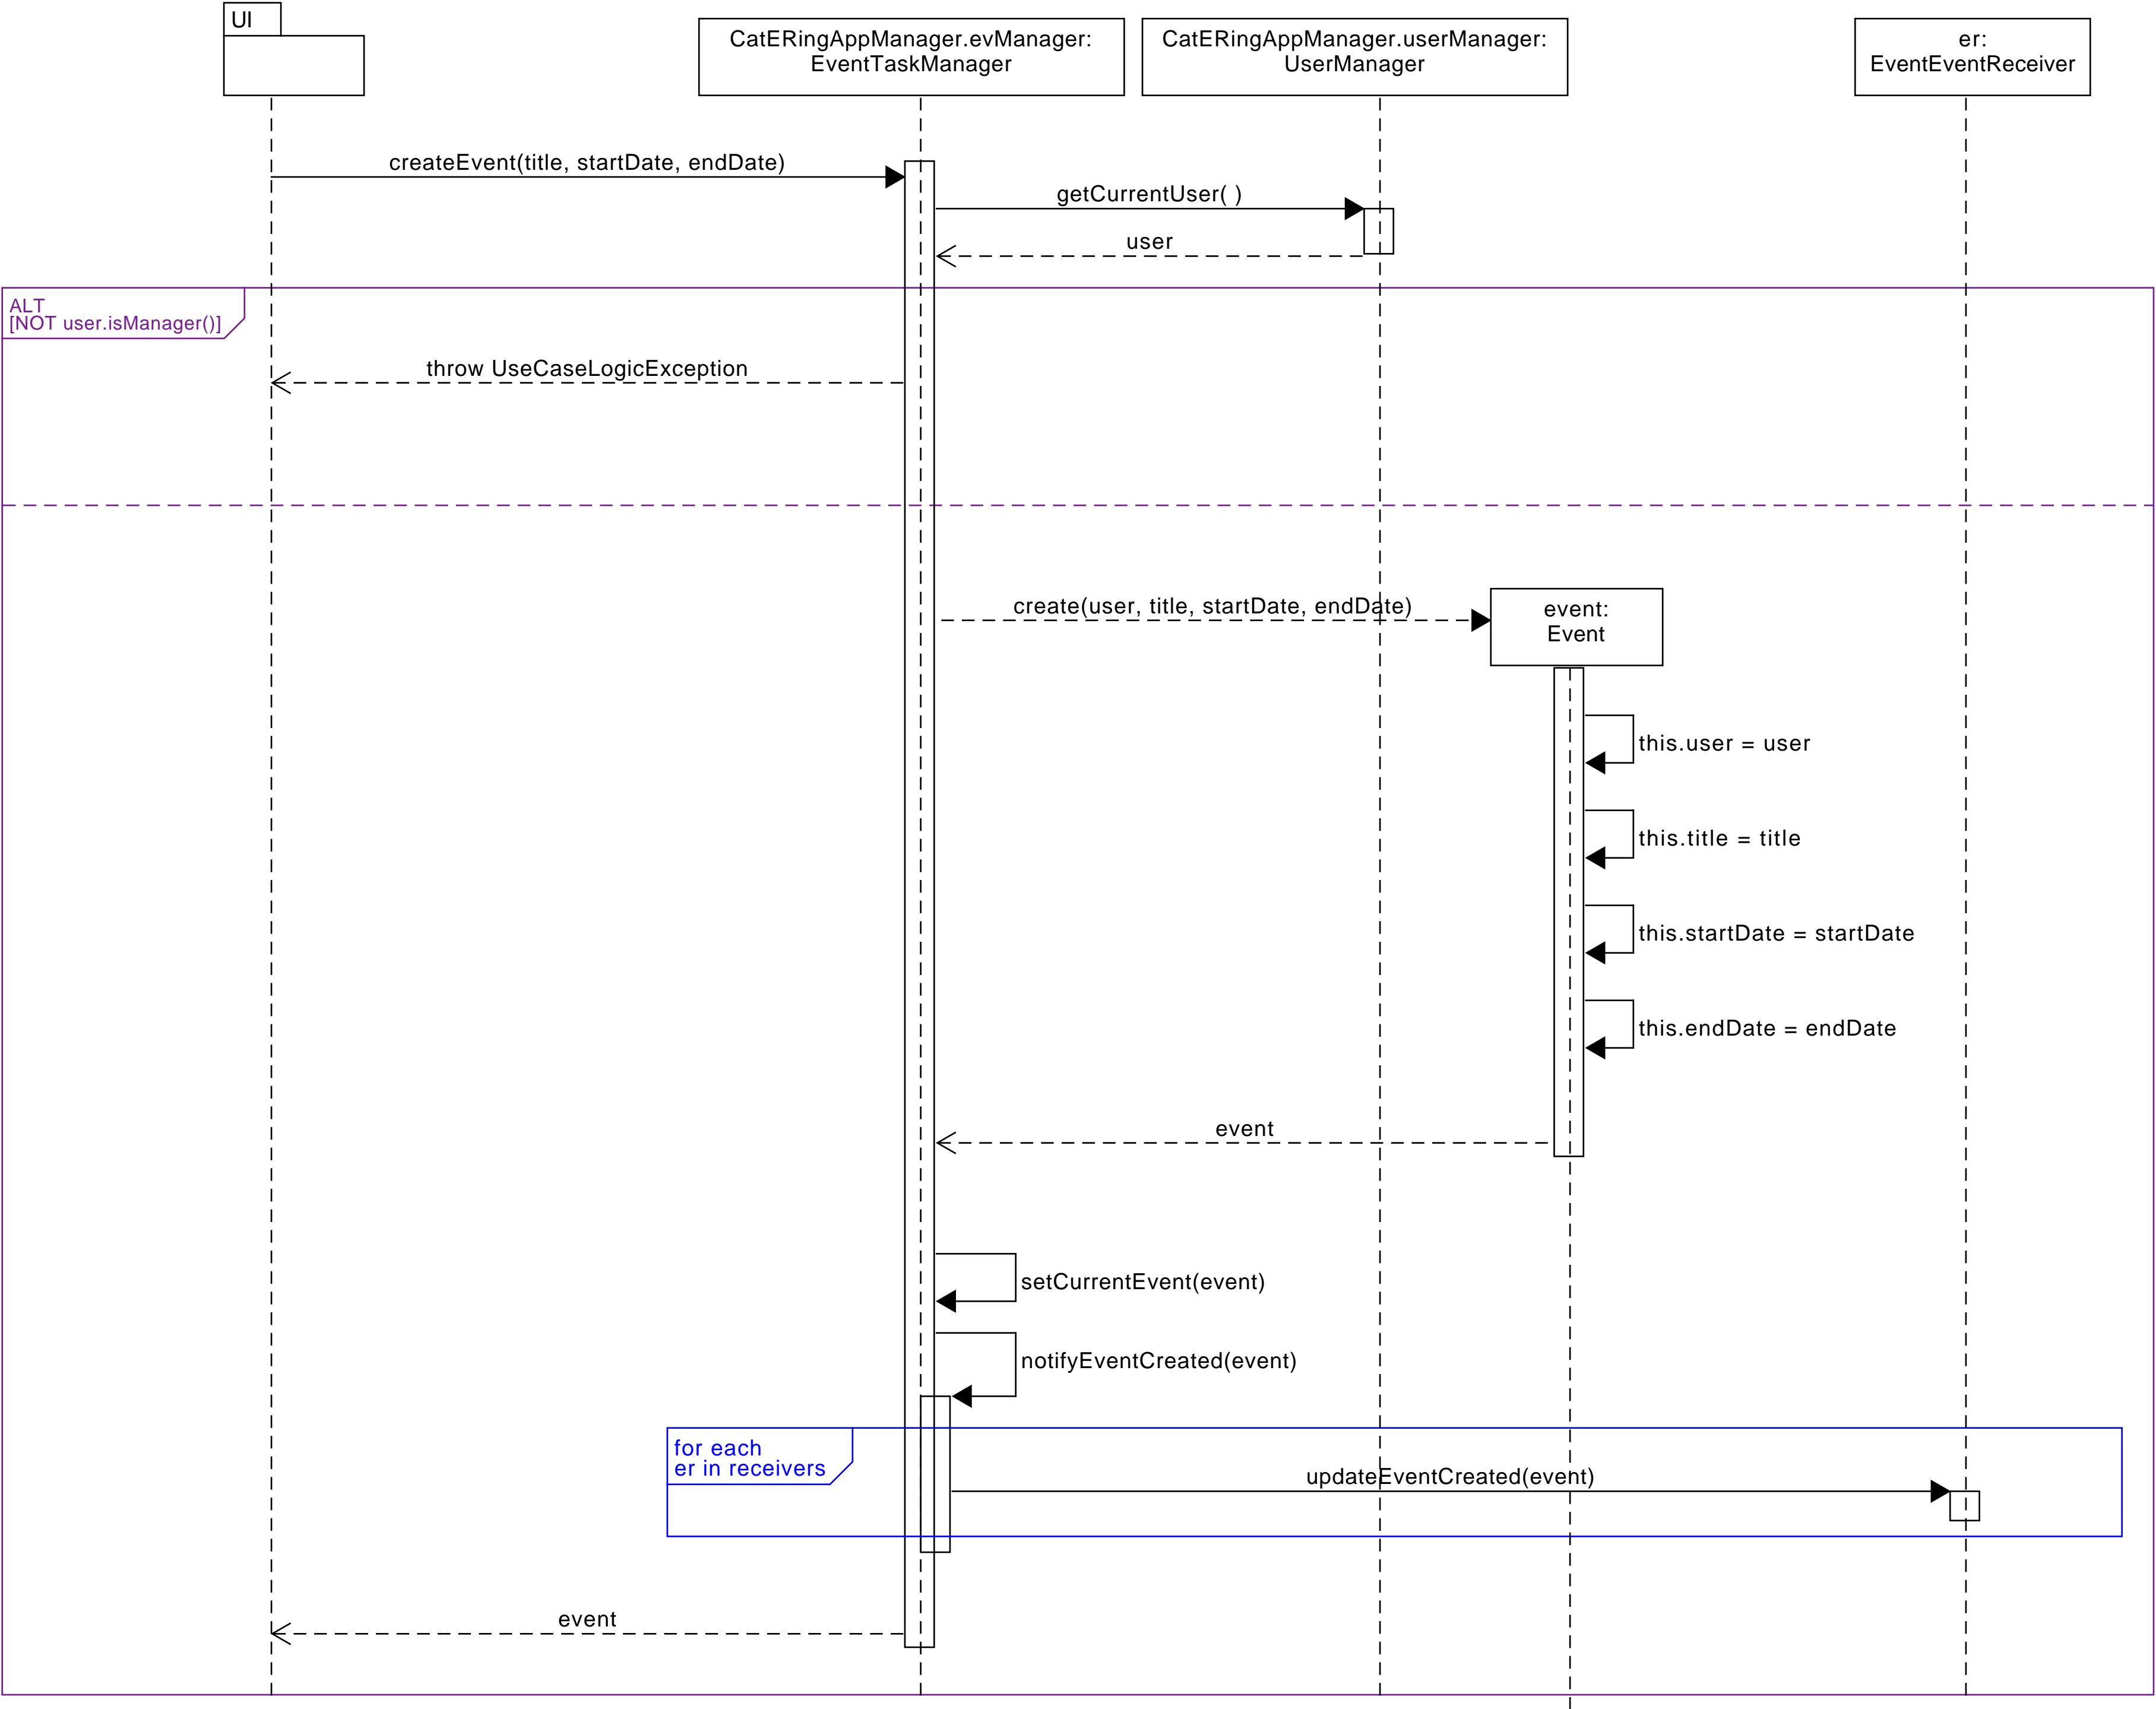 UI
CatERingAppManager.evManager:
EventTaskManager
CatERingAppManager.userManager:
UserManager
er:
EventEventReceiver
createEvent(title, startDate, endDate)
getCurrentUser( )
user
ALT
[NOT user.isManager()]
throw UseCaseLogicException
create(user, title, startDate, endDate)
event:
Event
this.user = user
this.title = title
this.startDate = startDate
this.endDate = endDate
event
setCurrentEvent(event)
notifyEventCreated(event)
for each
er in receivers
updateEventCreated(event)
event